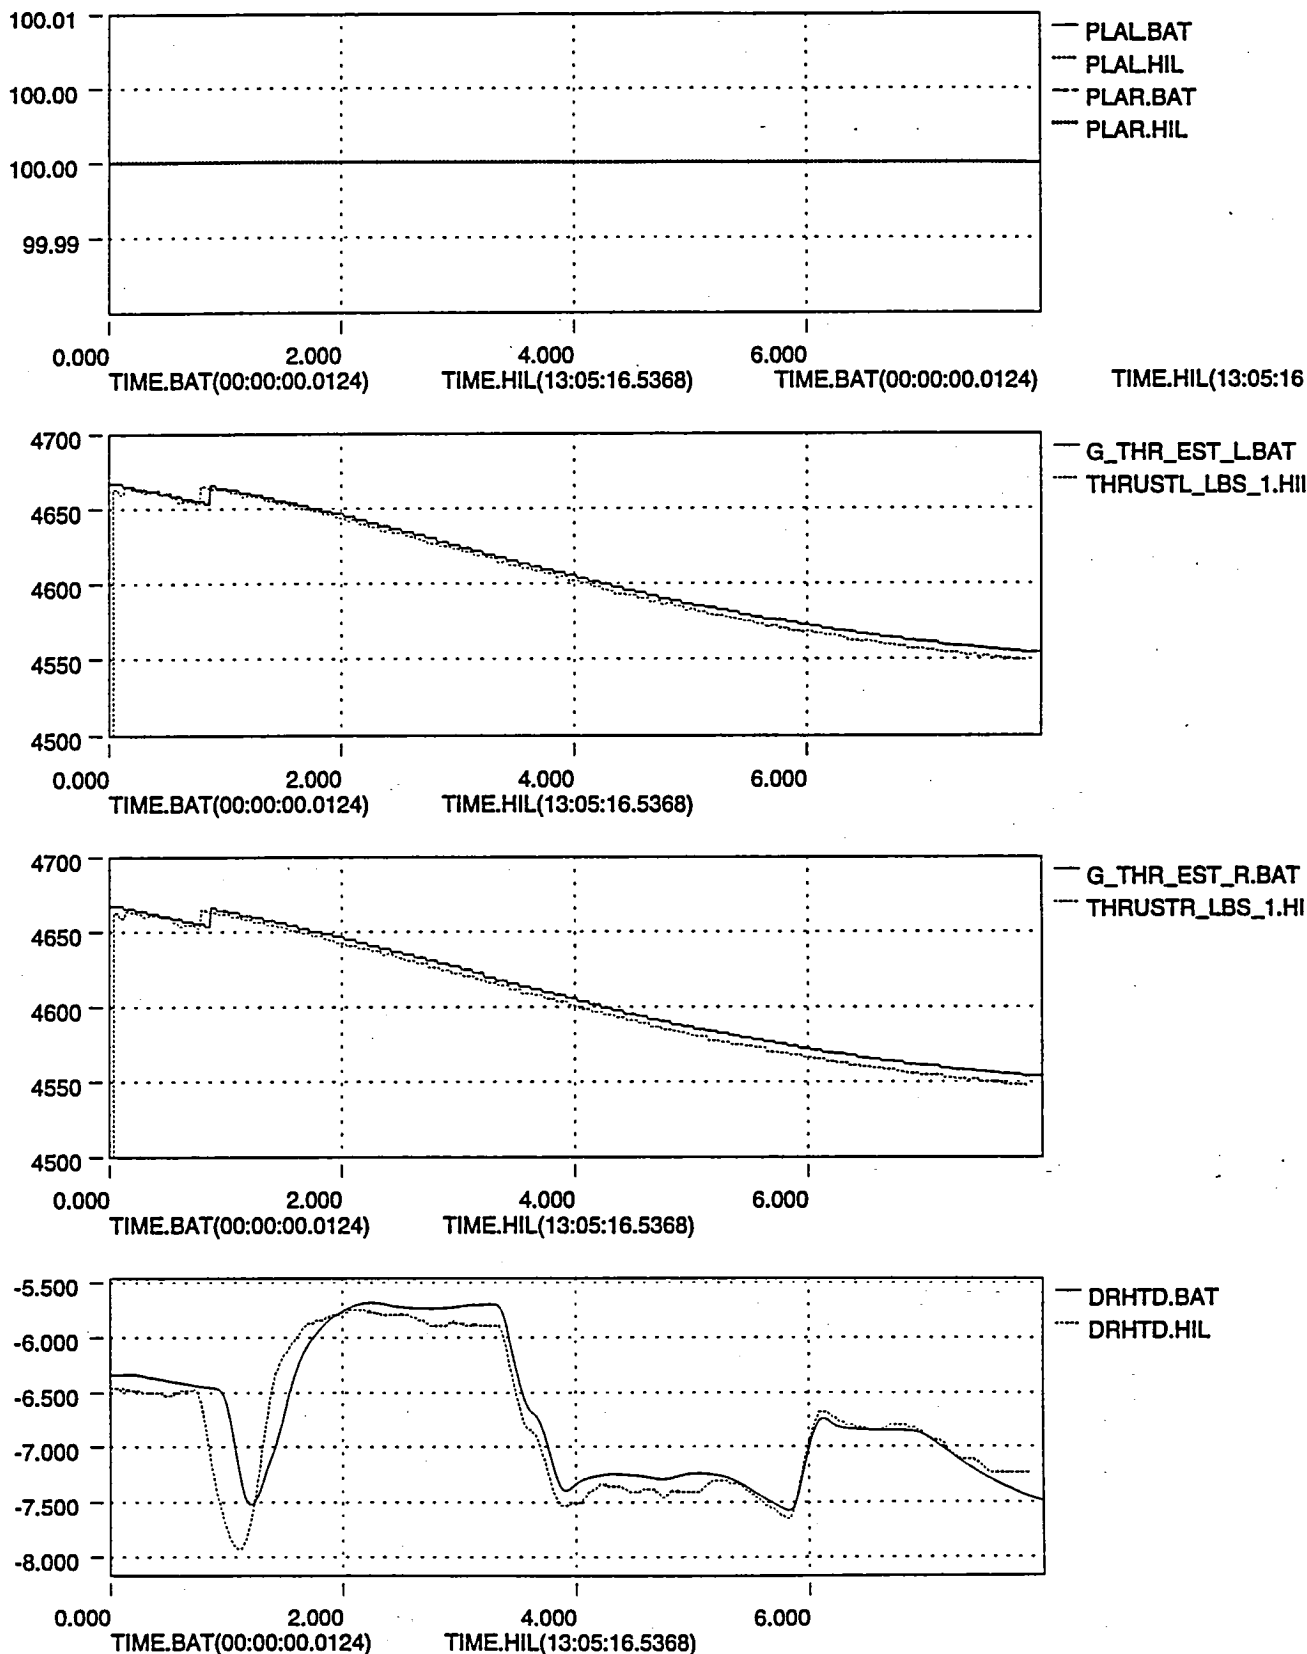 100.01
PLAL.BAT
PLAL.HIL
100.00
PLAR.BAT
PLAR.HIL
100.00
99.99
0.000 2.000 4.000 6.000
TIME.BAT(00:00:00.0124) TIME.HIL(13:05:16.5368) TIME.BAT(00:00:00.0124) TIME.HIL(13:05:16
4700
G_THR_EST_L.BAT
THRUSTL_LBS_1.HII
4650
4600
4550
4500
0.000 2.000 4.000 6.000
TIME.BAT(00:00:00.0124) TIME.HIL(13:05:16.5368)
4700
G_THR_EST_R.BAT
THRUSTR_LBS_1.HI
4650
4600
4550
4500
0.000 2.000 4.000 6.000
TIME.BAT(00:00:00.0124) TIME.HIL(13:05:16.5368)
-5.500
DRHTD.BAT
DRHTD.HIL
-6.000
-6.500
-7.000
-7.500
-8.000
0.000 2.000 4.000 6.000
TIME.BAT(00:00:00.0124) TIME.HIL(13:05:16.5368)